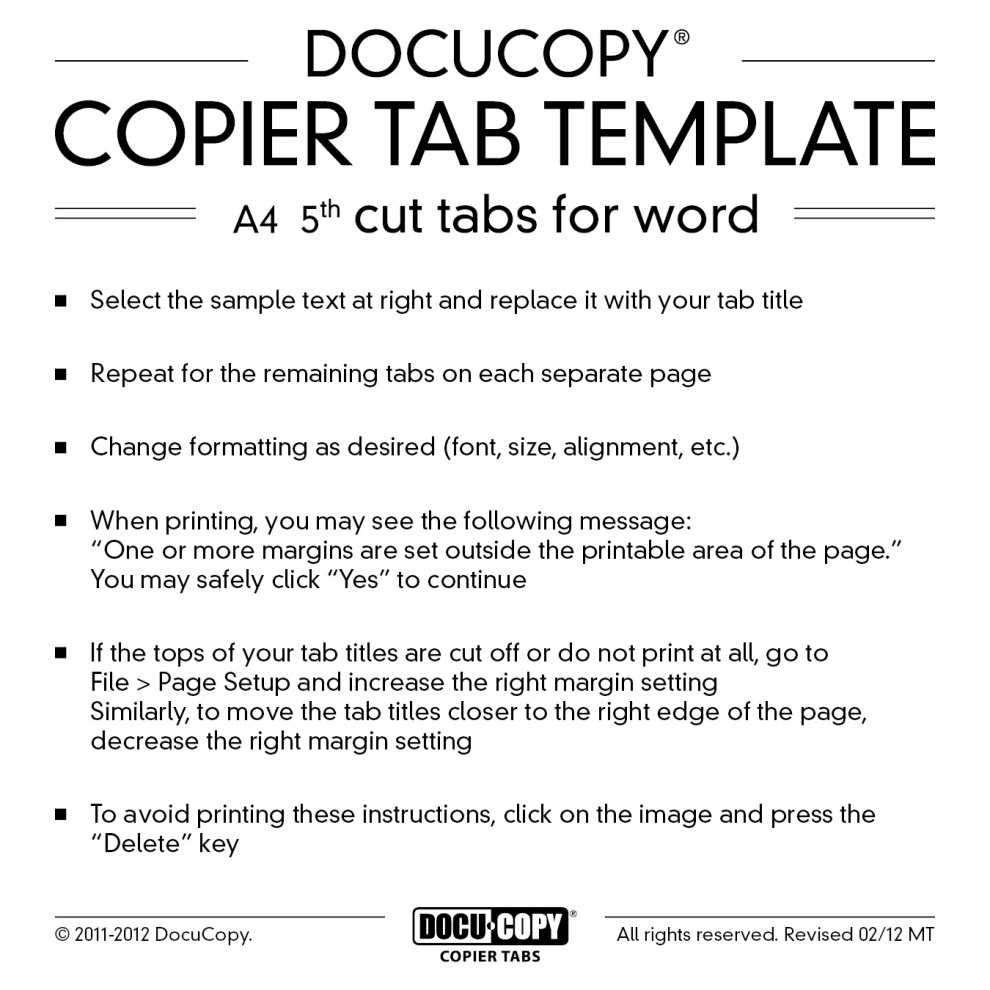 DOCUCOPY®
COPIER TAB TEMPLATE
A4 5th cut tabs for word
■ Select the sample text at right and replace it with your tab title
■ Repeat for the remaining tabs on each separate page
■ Change formatting as desired (font, size, alignment, etc.)
■ When printing, you may see the following message:
“One or more margins are set outside the printable area of the page.”
You may safely click “Yes” to continue
■ If the tops of your tab titles are cut off or do not print at all, go to
File > Page Setup and increase the right margin setting
Similarly, to move the tab titles closer to the right edge of the page,
decrease the right margin setting
■ To avoid printing these instructions, click on the image and press the
“Delete” key
© 2011-2012 DocuCopy.
DOCU•COPY®
COPIER TABS
All rights reserved. Revised 02/12 MT